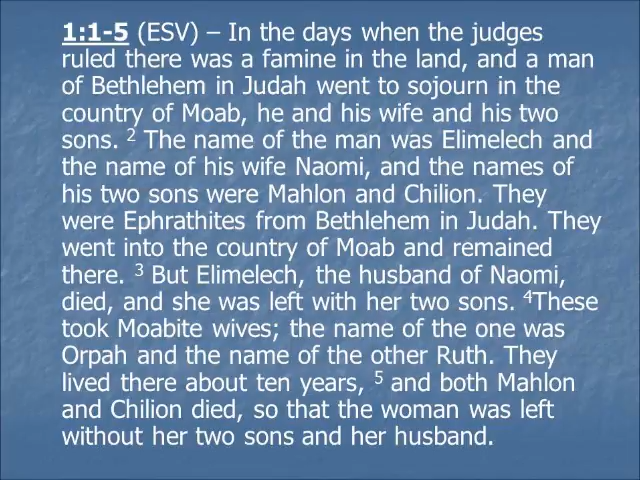 1:1-5 (ESV) – In the days when the judges
ruled there was a famine in the land, and a man
of Bethlehem in Judah went to sojourn in the
country of Moab, he and his wife and his two
sons. 2 The name of the man was Elimelech and
the name of his wife Naomi, and the names of
his two sons were Mahlon and Chilion. They
were Ephrathites from Bethlehem in Judah. They
went into the country of Moab and remained
there. 3 But Elimelech, the husband of Naomi,
died, and she was left with her two sons. 4These
took Moabite wives; the name of the one was
Orpah and the name of the other Ruth. They
lived there about ten years, 5 and both Mahlon
and Chilion died, so that the woman was left
without her two sons and her husband.